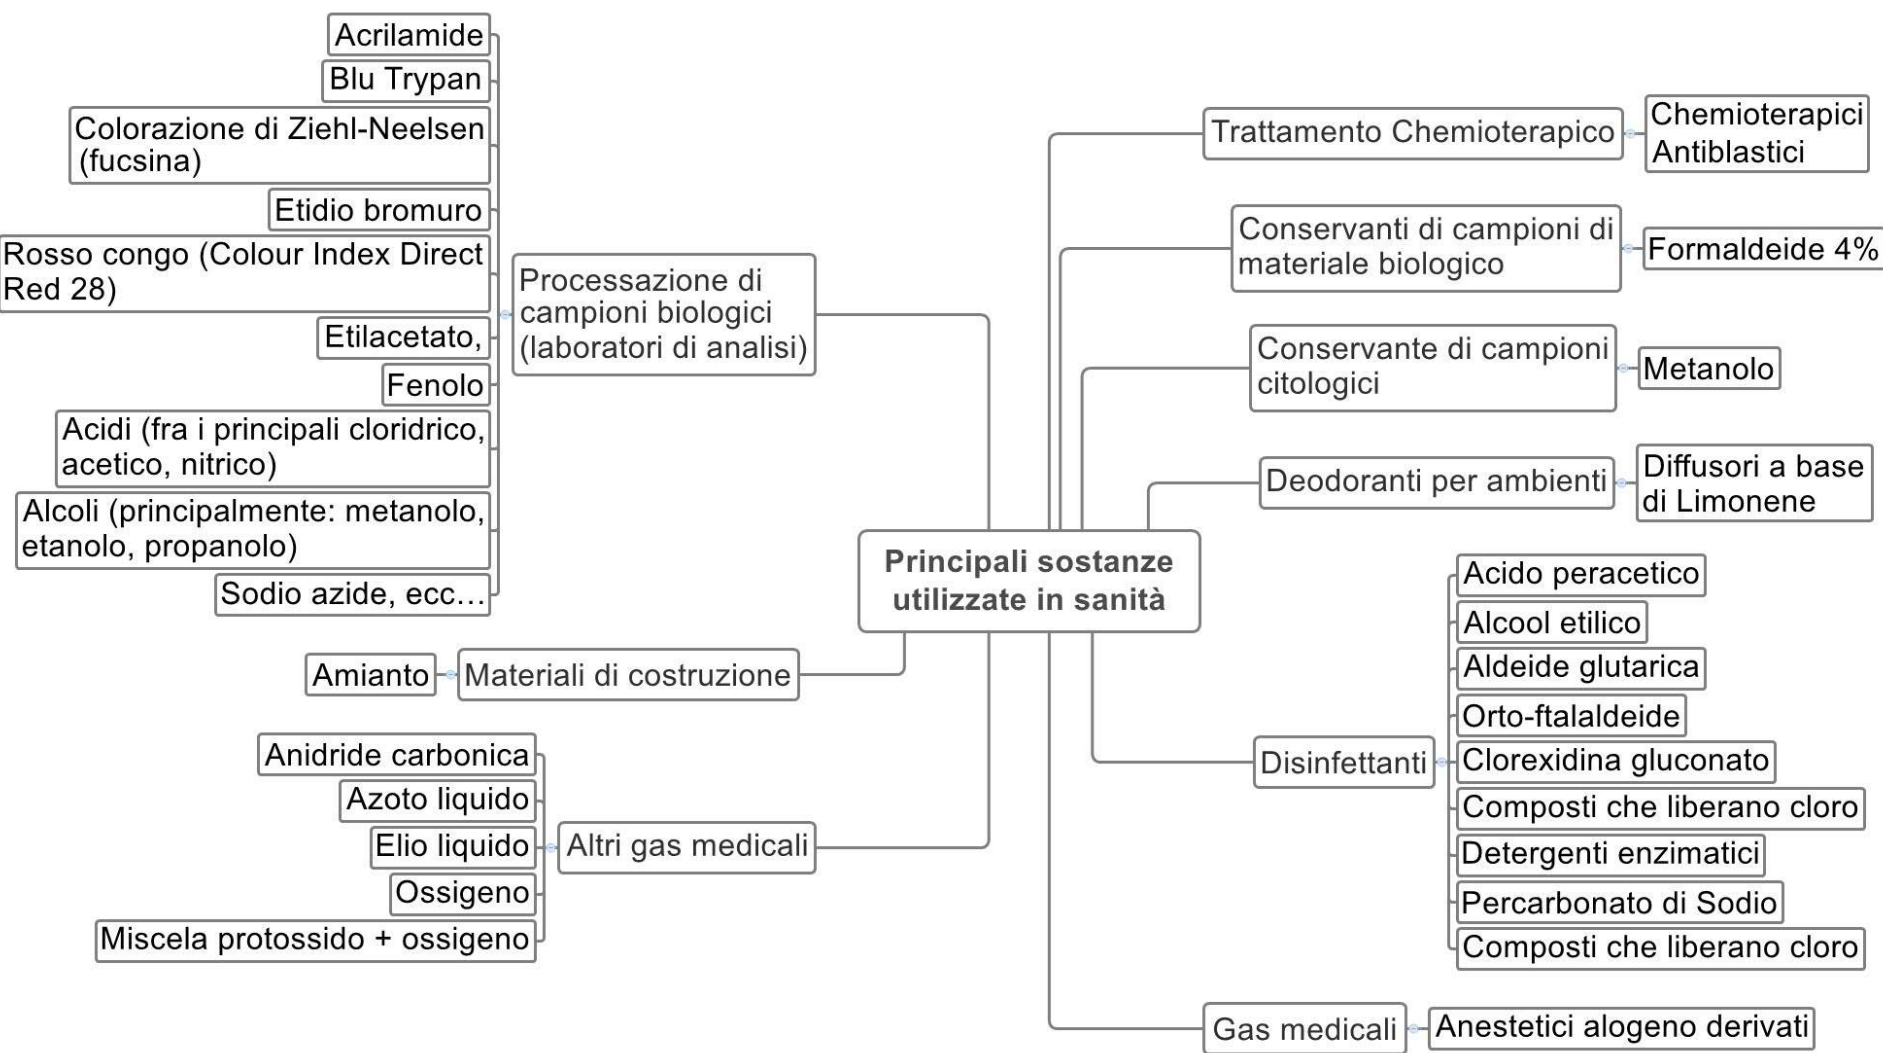 Acrilamide
Blu Trypan
Colorazione di Ziehl-Neelsen
(fucsina)
Etidio bromuro
Rosso congo (Colour Index Direct
Red 28)
Etilacetato,
Fenolo
Acidi (fra i principali cloridrico,
acetico, nitrico)
Alcoli (principalmente: metanolo,
etanolo, propanolo)
Sodio azide, ecc...
Processazione di
campioni biologici
(laboratori di analisi)
Amianto
Materiali di costruzione
Anidride carbonica
Azoto liquido
Elio liquido
Ossigeno
Miscela protossido + ossigeno
Altri gas medicali
Principali sostanze
utilizzate in sanità
Trattamento Chemioterapico
Chemioterapici
Antiblastici
Conservanti di campioni di
materiale biologico
Formaldeide 4%
Conservante di campioni
citologici
Metanolo
Deodoranti per ambienti
Diffusori a base
di Limonene
Disinfettanti
Acido peracetico
Alcool etilico
Aldeide glutarica
Orto-ftalaldeide
Clorexidina gluconato
Composti che liberano cloro
Detergenti enzimatici
Percarbonato di Sodio
Composti che liberano cloro
Gas medicali
Anestetici alogeno derivati